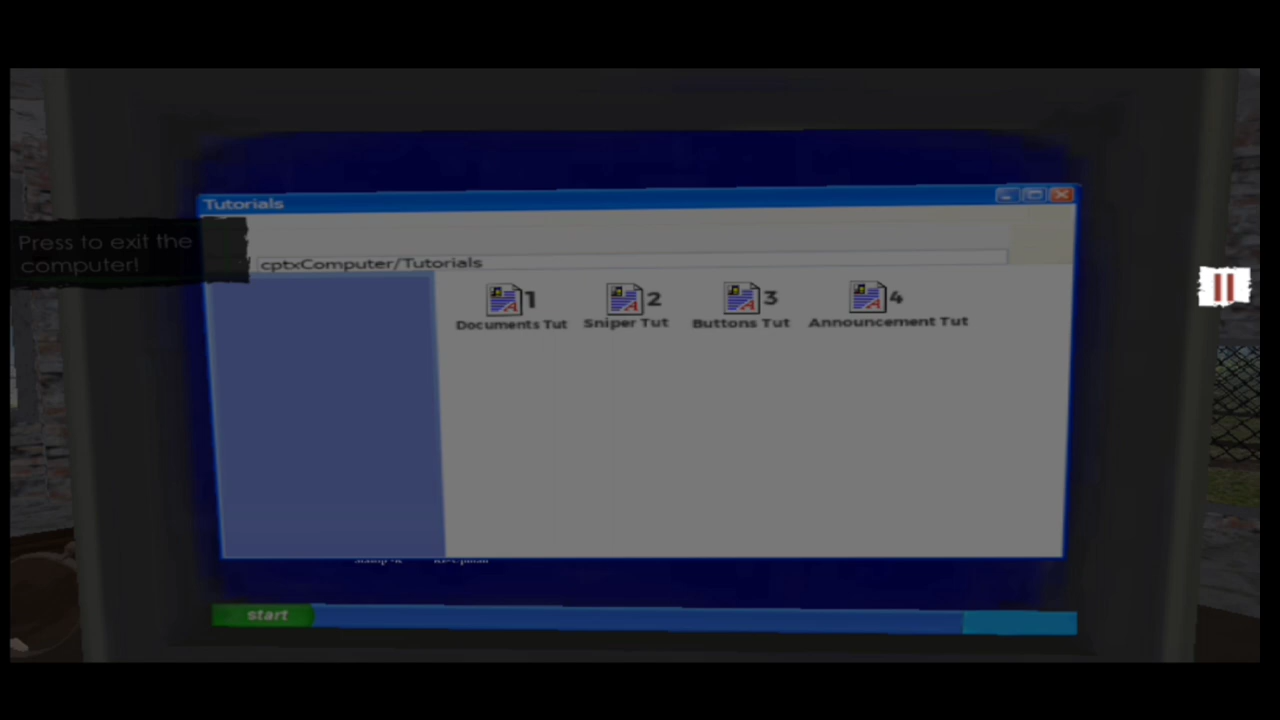 Tutorials
Press to exit the
computer!
cptxComputer/Tutorials
1 2 3 4
Documents Tut Sniper Tut Buttons Tut Announcement Tut
start